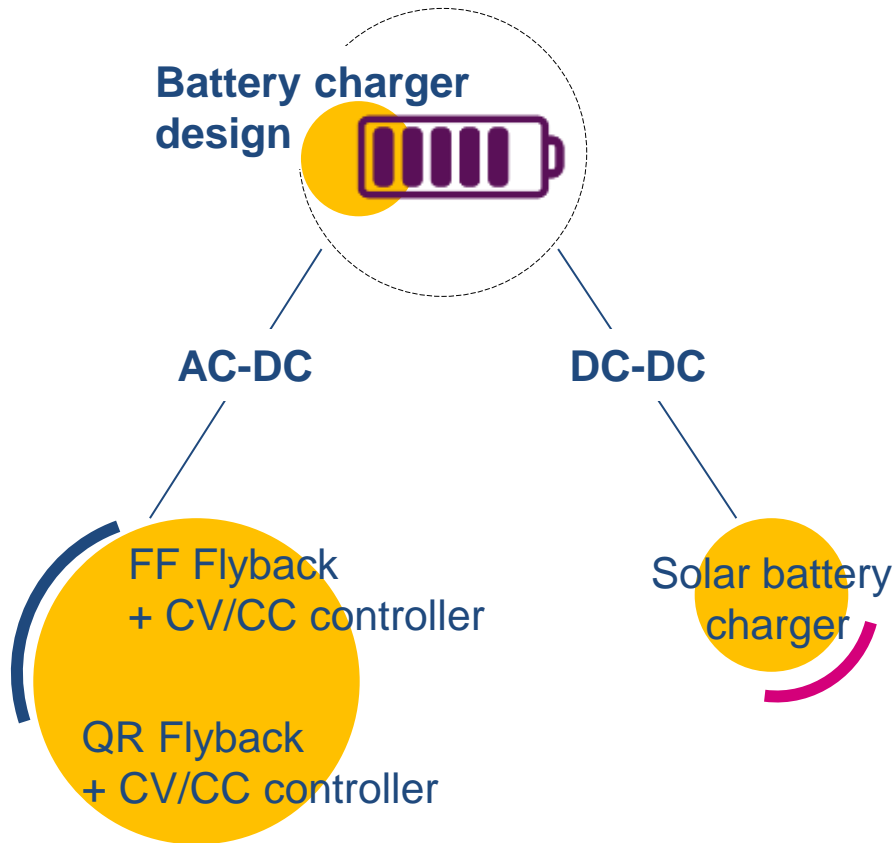 Battery charger
design
AC-DC
DC-DC
FF Flyback
+ CV/CC controller
Solar battery
charger
QR Flyback
+ CV/CC controller